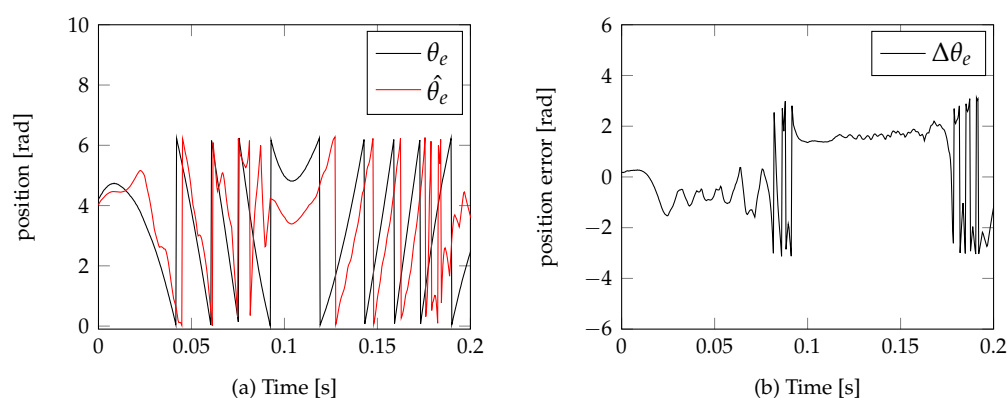 10
8
6
4
2
0
position [rad]
θ_e
θ̂_e
0 0.05 0.1 0.15 0.2
(a) Time [s]
6
4
2
0
−2
−4
−6
position error [rad]
Δθ_e
0 0.05 0.1 0.15 0.2
(b) Time [s]